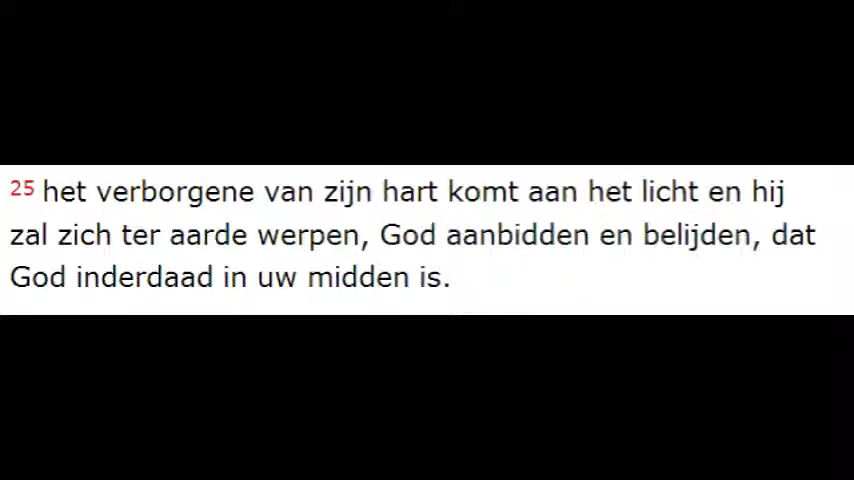 25 het verborgene van zijn hart komt aan het licht en hij
zal zich ter aarde werpen, God aanbidden en belijden, dat
God inderdaad in uw midden is.